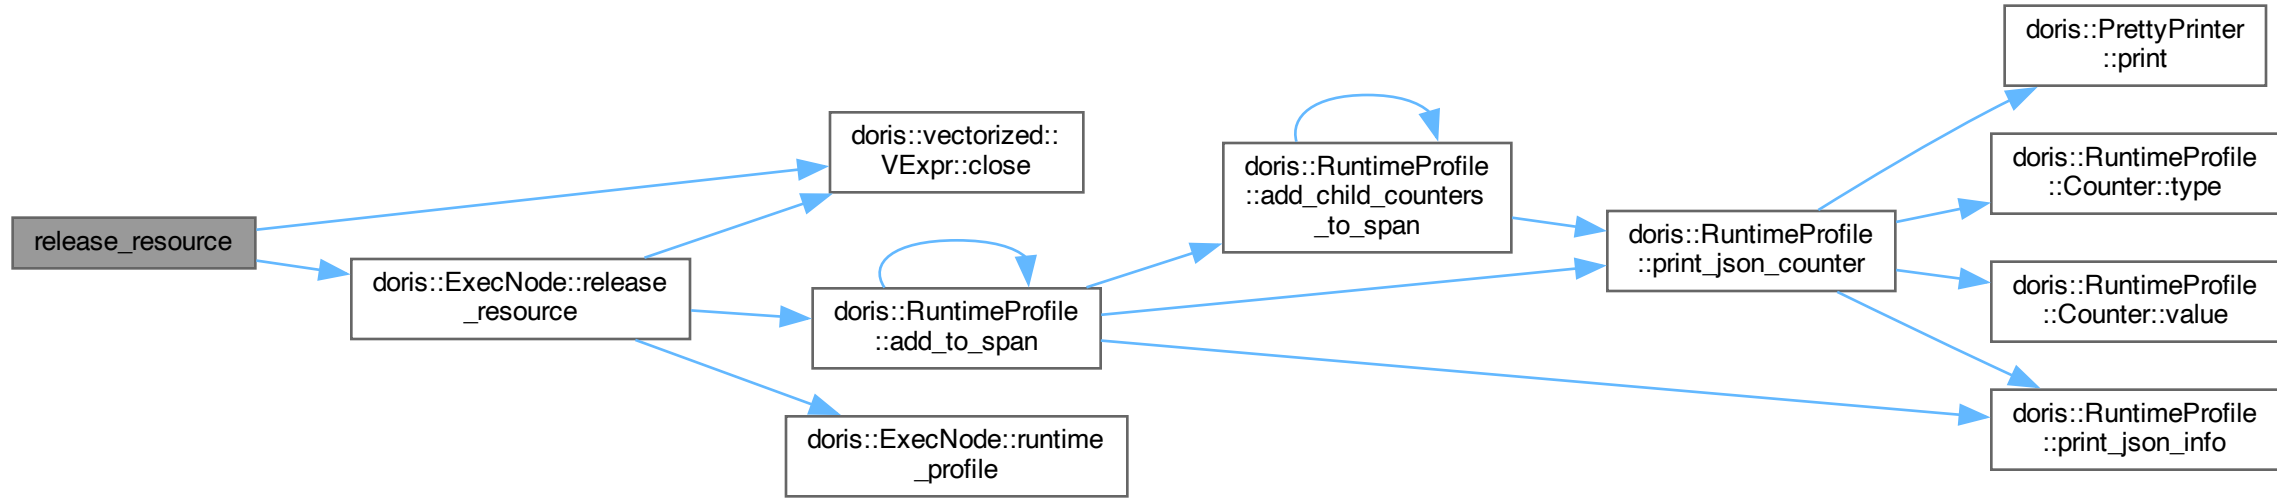 release_resource
doris::ExecNode::release
_resource
doris::vectorized::
VExpr::close
doris::RuntimeProfile
::add_to_span
doris::ExecNode::runtime
_profile
doris::RuntimeProfile
::add_child_counters
_to_span
doris::RuntimeProfile
::print_json_counter
doris::PrettyPrinter
::print
doris::RuntimeProfile
::Counter::type
doris::RuntimeProfile
::Counter::value
doris::RuntimeProfile
::print_json_info